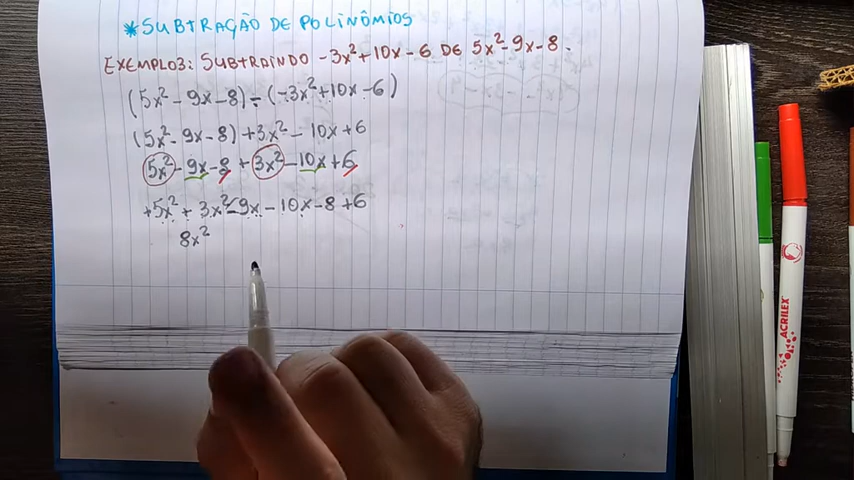 *SUBTRAÇÃO DE POLINÔMIOS
EXEMPLO3: SUBTRAINDO -3x²+10x-6 DE 5x²-9x-8.
(5x²-9x-8)-(-3x²+10x-6)
(5x²-9x-8)+3x²-10x+6
5x²-9x-8+3x²-10x+6
+5x²+3x²-9x-10x-8+6
8x²
ACRILEX